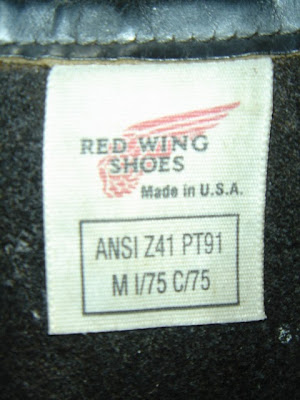 RED WING
SHOES
Made in U.S.A.
ANSI Z41 PT91
M I/75 C/75